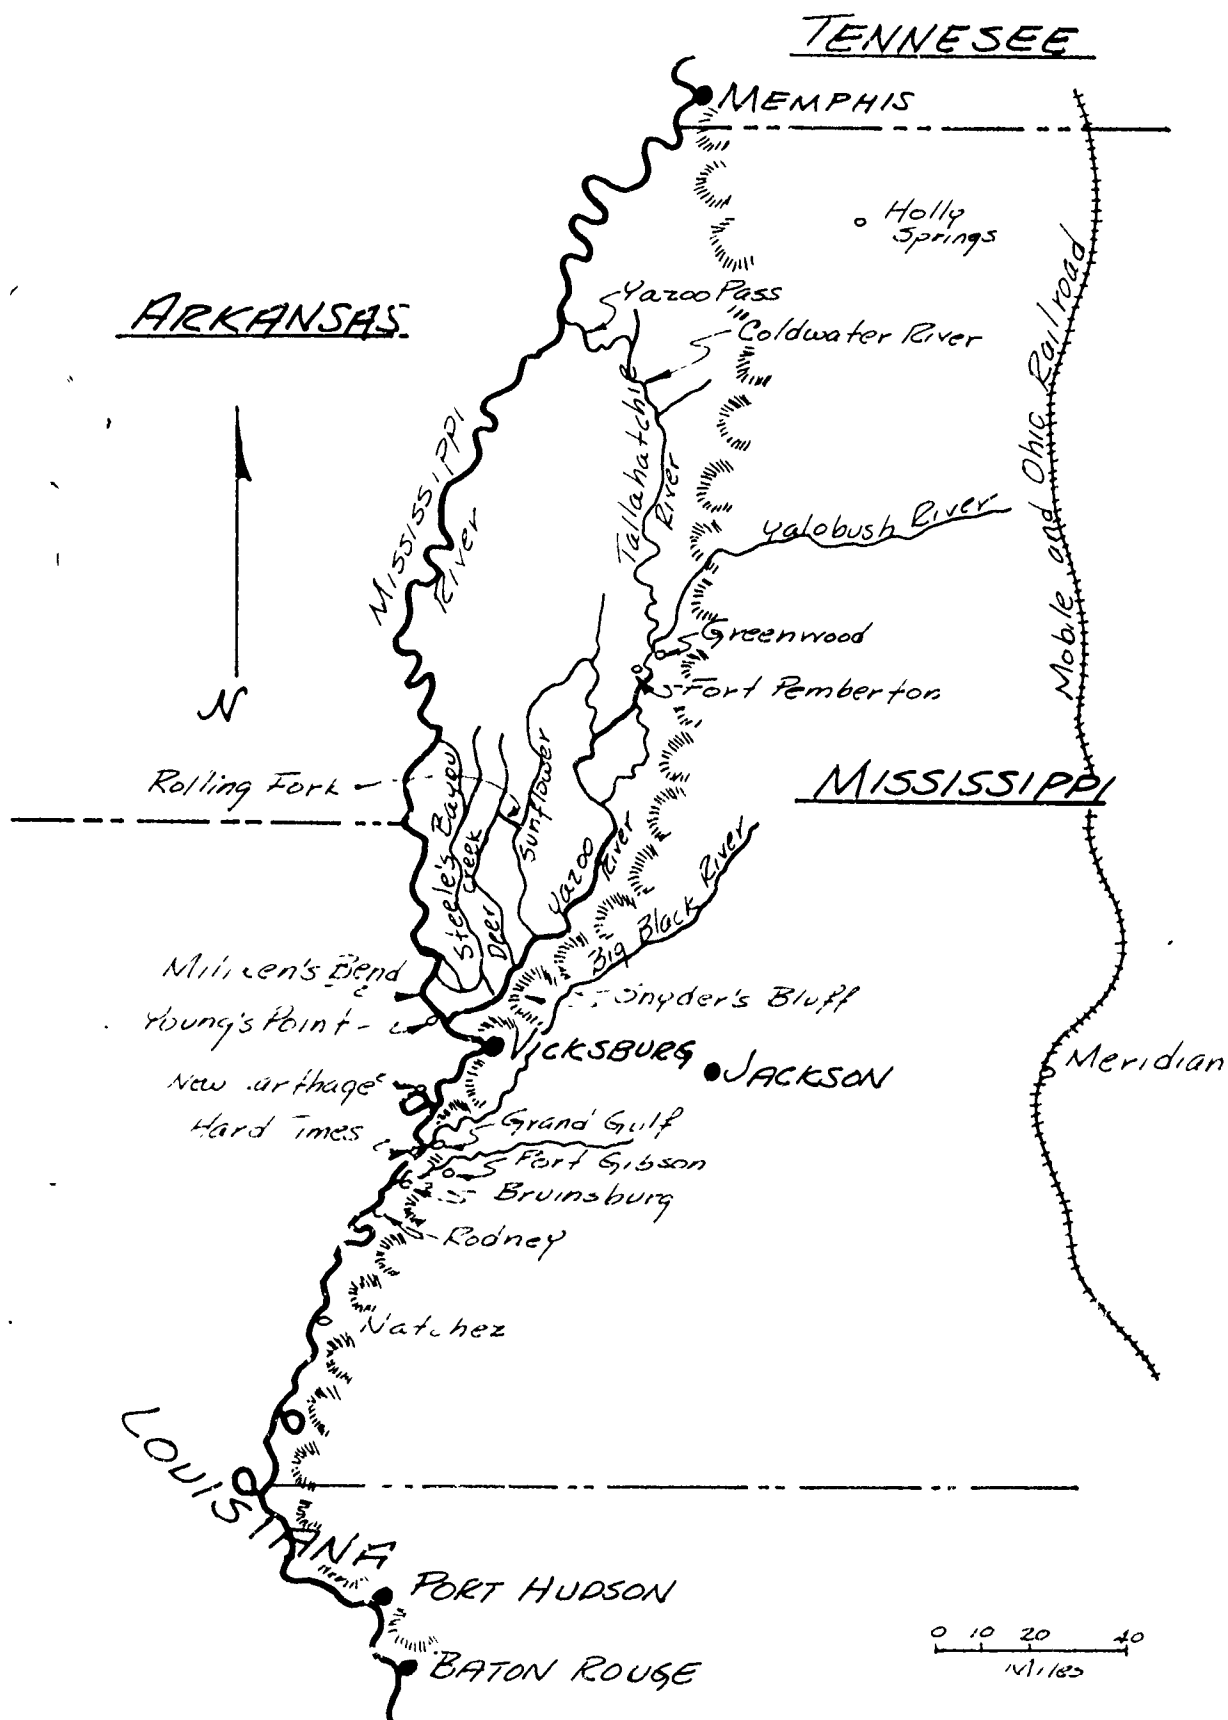 TENNESEE
MEMPHIS
Holly
Springs
Yazoo Pass
ARKANSAS
Coldwater River
Mobile and Ohio Railroad
Mississippi
River
Tallahatchie
River
Yalobush River
Greenwood
Fort Pemberton
N
Rolling Fork
MISSISSIPPI
Steele's Bayou
Creek
Deer
Sunflower
Yazoo
River
Big Black River
Bend
Snyder's Bluff
Young's Point
VICKSBURG
JACKSON
Meridian
New
Hard Times
Grand Gulf
Port Gibson
Bruinsburg
Rodney
Natchez
LOUISIANA
PORT HUDSON
BATON ROUGE
0 10 20 40
Miles